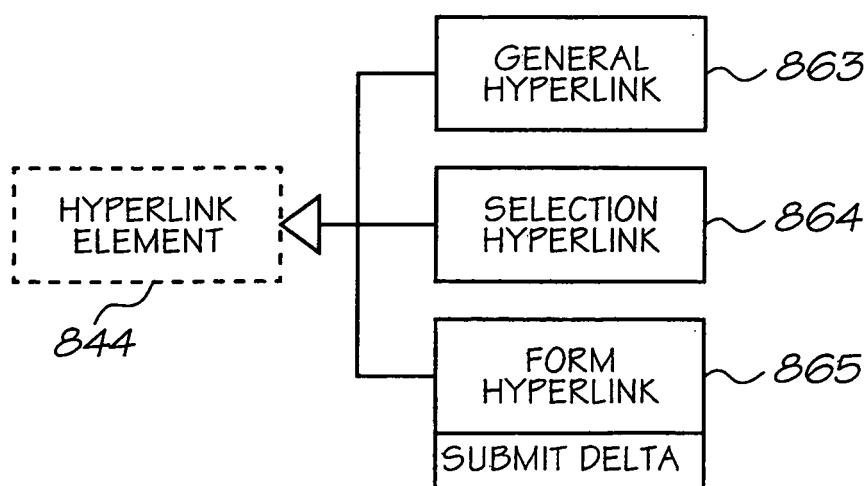 GENERAL
HYPERLINK
863
HYPERLINK
ELEMENT
844
SELECTION
HYPERLINK
864
FORM
HYPERLINK
865
SUBMIT DELTA